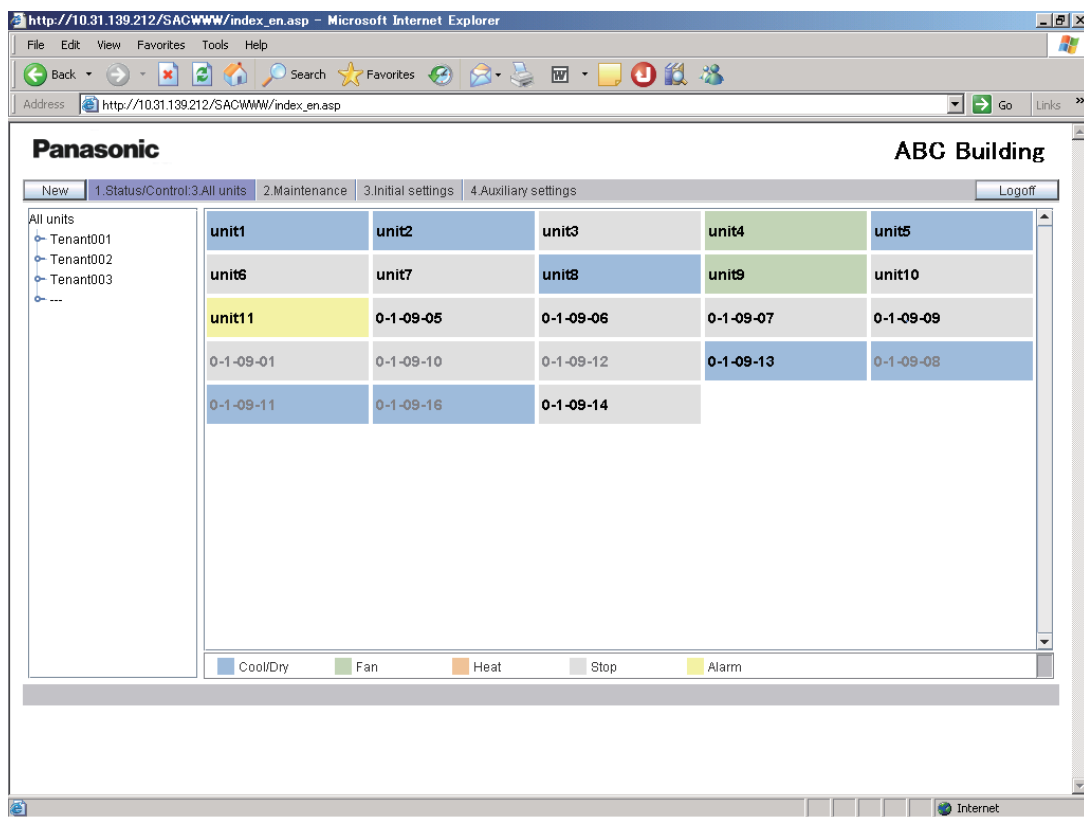 http://10.31.139.212/SACWWW/index_en.asp - Microsoft Internet Explorer
File Edit View Favorites Tools Help
Back Search Favorites
Address http://10.31.139.212/SACWWW/index_en.asp Go Links »
Panasonic ABC Building
New 1.Status/Control:3.All units 2.Maintenance 3.Initial settings 4.Auxiliary settings Logoff
All units
Tenant001
Tenant002
Tenant003
---
unit1 unit2 unit3 unit4 unit5
unit6 unit7 unit8 unit9 unit10
unit11 0-1-09-05 0-1-09-06 0-1-09-07 0-1-09-09
0-1-09-01 0-1-09-10 0-1-09-12 0-1-09-13 0-1-09-08
0-1-09-11 0-1-09-16 0-1-09-14
Cool/Dry Fan Heat Stop Alarm
Internet